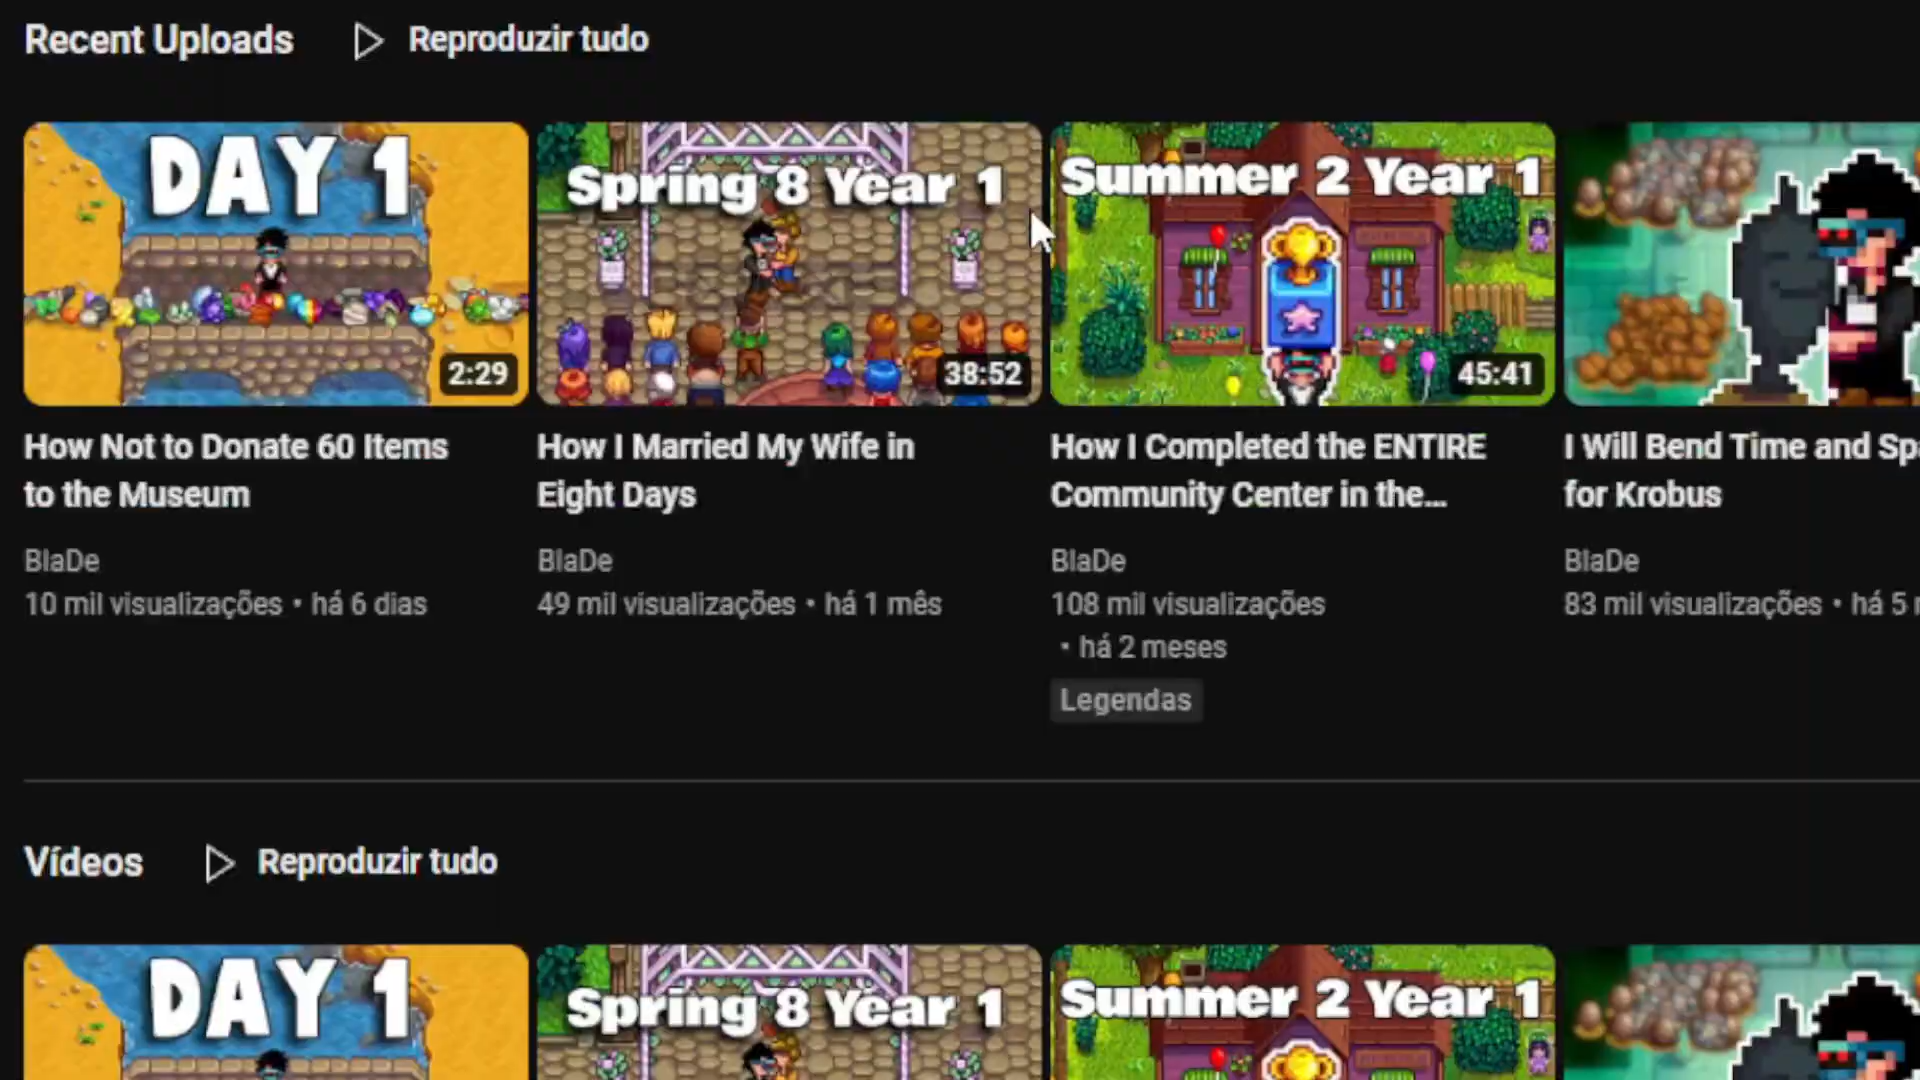 Recent Uploads
Reproduzir tudo
DAY 1
2:29
Spring 8 Year 1
38:52
Summer 2 Year 1
45:41
How Not to Donate 60 Items
to the Museum
BlaDe
10 mil visualizações • há 6 dias
How I Married My Wife in
Eight Days
BlaDe
49 mil visualizações • há 1 mês
How I Completed the ENTIRE
Community Center in the...
BlaDe
108 mil visualizações
• há 2 meses
Legendas
I Will Bend Time and
for Krobus
BlaDe
83 mil visualizações • há 5
Vídeos
Reproduzir tudo
DAY 1
Spring 8 Year 1
Summer 2 Year 1